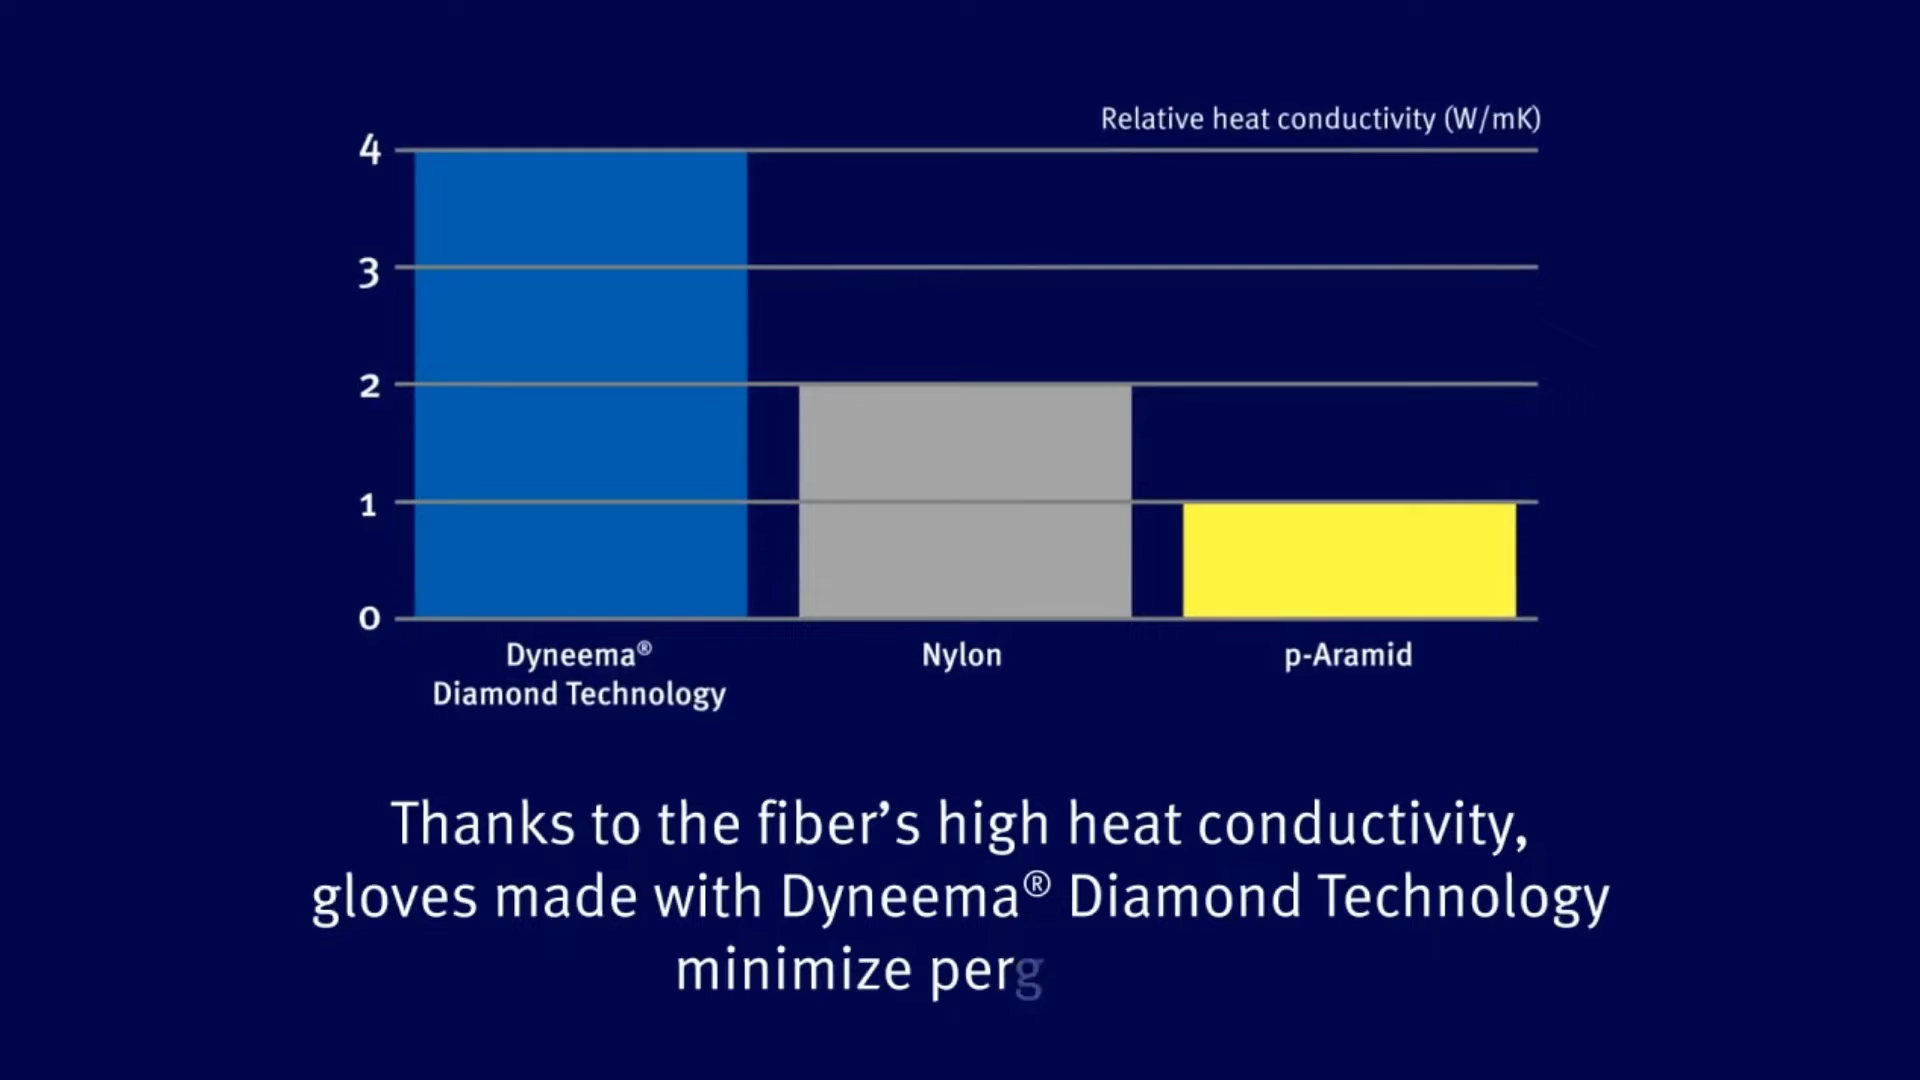 Relative heat conductivity (W/mK)
4
3
2
1
0
Dyneema®
Diamond Technology
Nylon
p-Aramid
Thanks to the fiber’s high heat conductivity,
gloves made with Dyneema® Diamond Technology
minimize perg